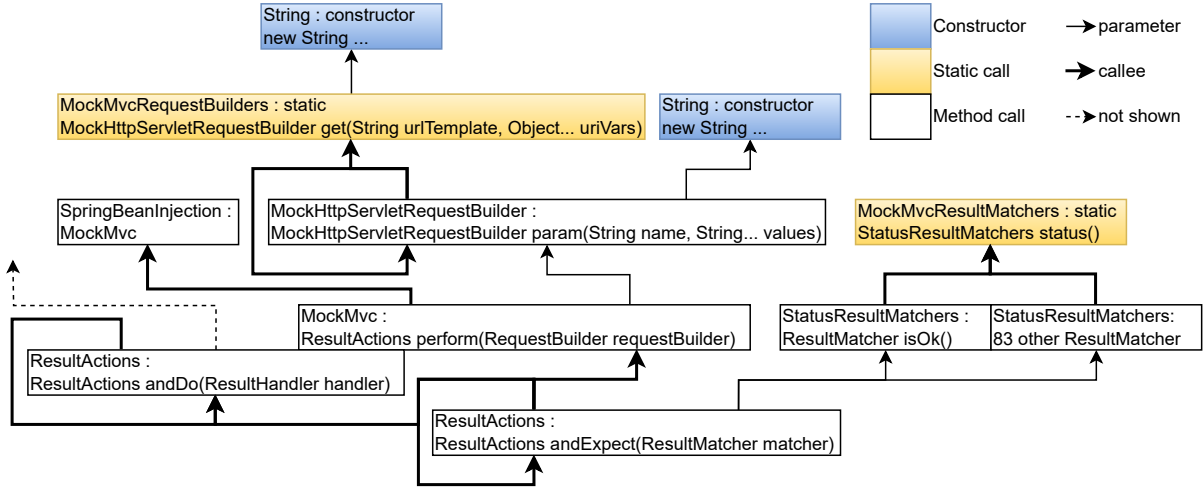 String : constructor
new String ...
Constructor
parameter
Static call
callee
Method call
not shown
MockMvcRequestBuilders : static
MockHttpServletRequestBuilder get(String urlTemplate, Object... uriVars)
String : constructor
new String ...
SpringBeanInjection :
MockMvc
MockHttpServletRequestBuilder :
MockHttpServletRequestBuilder param(String name, String... values)
MockMvcResultMatchers : static
StatusResultMatchers status()
MockMvc :
ResultActions perform(RequestBuilder requestBuilder)
StatusResultMatchers :
ResultMatcher isOk()
StatusResultMatchers:
83 other ResultMatcher
ResultActions :
ResultActions andDo(ResultHandler handler)
ResultActions :
ResultActions andExpect(ResultMatcher matcher)